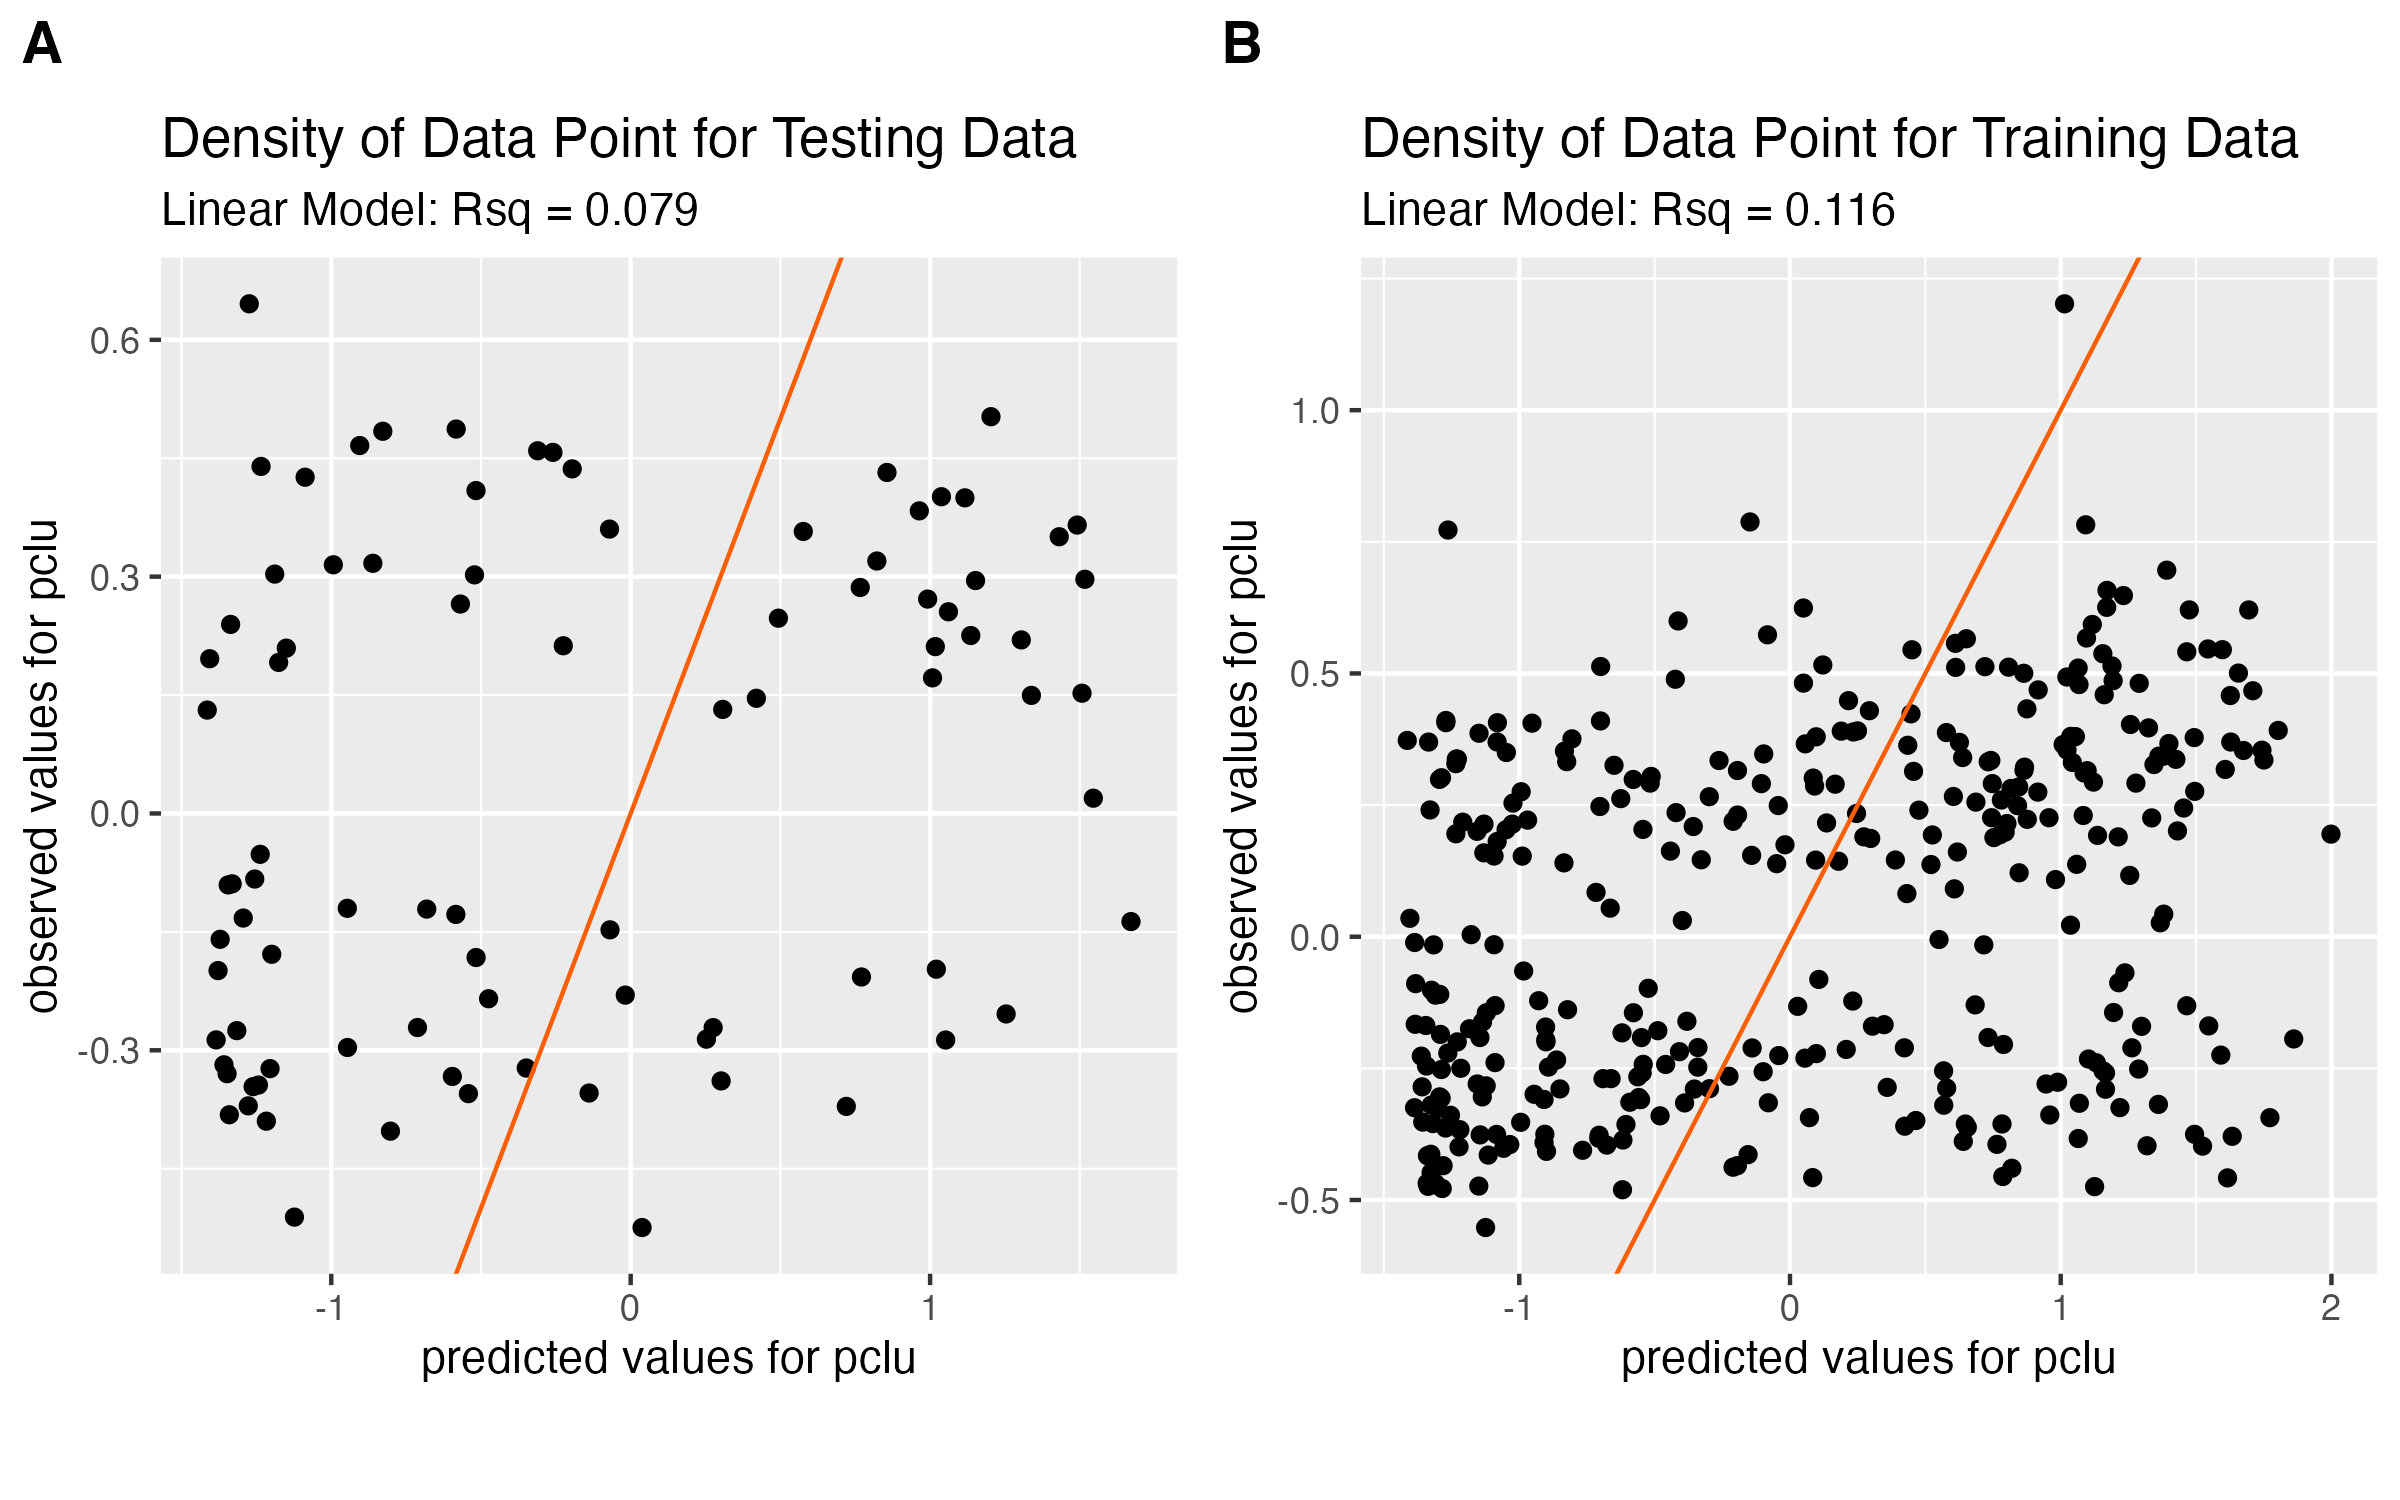 A
Density of Data Point for Testing Data
Linear Model: Rsq = 0.079
observed values for pclu
0.6
0.3
0.0
-0.3
-1 0 1
predicted values for pclu
B
Density of Data Point for Training Data
Linear Model: Rsq = 0.116
observed values for pclu
1.0
0.5
0.0
-0.5
-1 0 1 2
predicted values for pclu